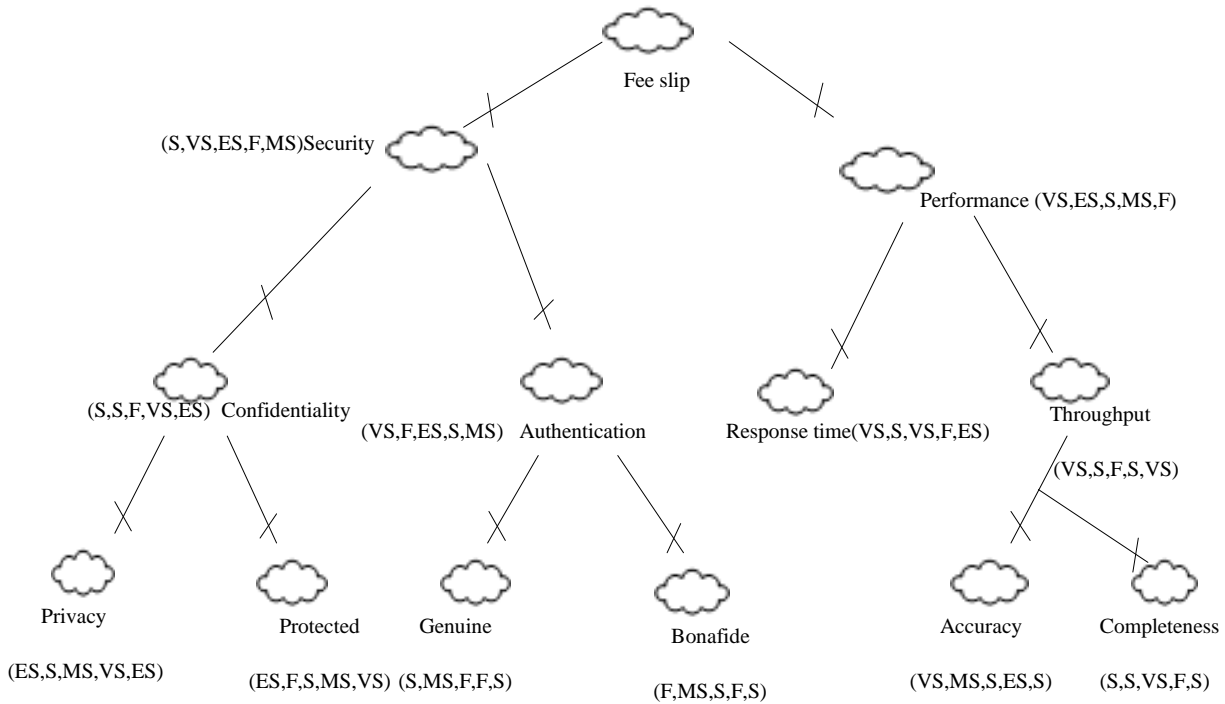 Fee slip
(S,VS,ES,F,MS)Security
Performance (VS,ES,S,MS,F)
(S,S,F,VS,ES) Confidentiality
(VS,F,ES,S,MS) Authentication
Response time(VS,S,VS,F,ES)
Throughput
(VS,S,F,S,VS)
Privacy
Protected
Genuine
Bonafide
Accuracy
Completeness
(ES,S,MS,VS,ES)
(ES,F,S,MS,VS)
(S,MS,F,F,S)
(F,MS,S,F,S)
(VS,MS,S,ES,S)
(S,S,VS,F,S)